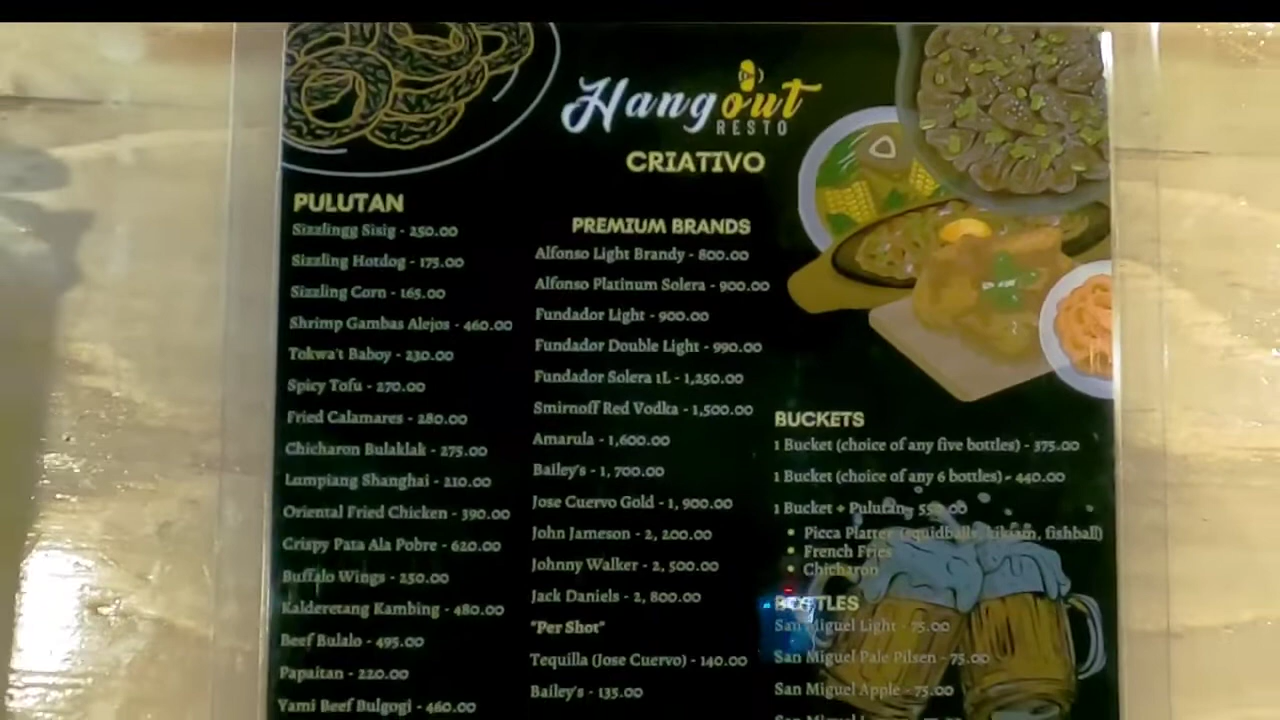 Hangout
RESTO
CRIATIVO
PULUTAN
Sizzlingg Sisig - 250.00
Sizzling Hotdog - 175.00
Sizzling Corn - 165.00
Shrimp Gambas Alejos - 460.00
Tokwa't Baboy - 230.00
Spicy Tofu - 270.00
Fried Calamares - 280.00
Chicharon Bulaklak - 275.00
Lumpiang Shanghai - 210.00
Oriental Fried Chicken - 390.00
Crispy Pata Ala Pobre - 620.00
Buffalo Wings - 250.00
Kalderetang Kambing - 480.00
Beef Bulalo - 495.00
Papaitan - 220.00
Yami Beef Bulgogi - 460.00
PREMIUM BRANDS
Alfonso Light Brandy - 800.00
Alfonso Platinum Solera - 900.00
Fundador Light - 900.00
Fundador Double Light - 990.00
Fundador Solera 1L - 1,250.00
Smirnoff Red Vodka - 1,500.00
Amarula - 1,600.00
Bailey's - 1, 700.00
Jose Cuervo Gold - 1, 900.00
John Jameson - 2, 200.00
Johnny Walker - 2, 500.00
Jack Daniels - 2, 800.00
"Per Shot"
Tequilla (Jose Cuervo) - 140.00
Bailey's - 135.00
BUCKETS
1 Bucket (choice of any five bottles) - 375.00
1 Bucket (choice of any 6 bottles) - 440.00
1 Bucket + Pulutan -
• Picca Platter (squidballs, kikiam, fishball)
• French Fries
• Chicharon
BOTTLES
San Miguel Light - 75.00
San Miguel Pale Pilsen - 75.00
San Miguel Apple - 75.00
San Miguel